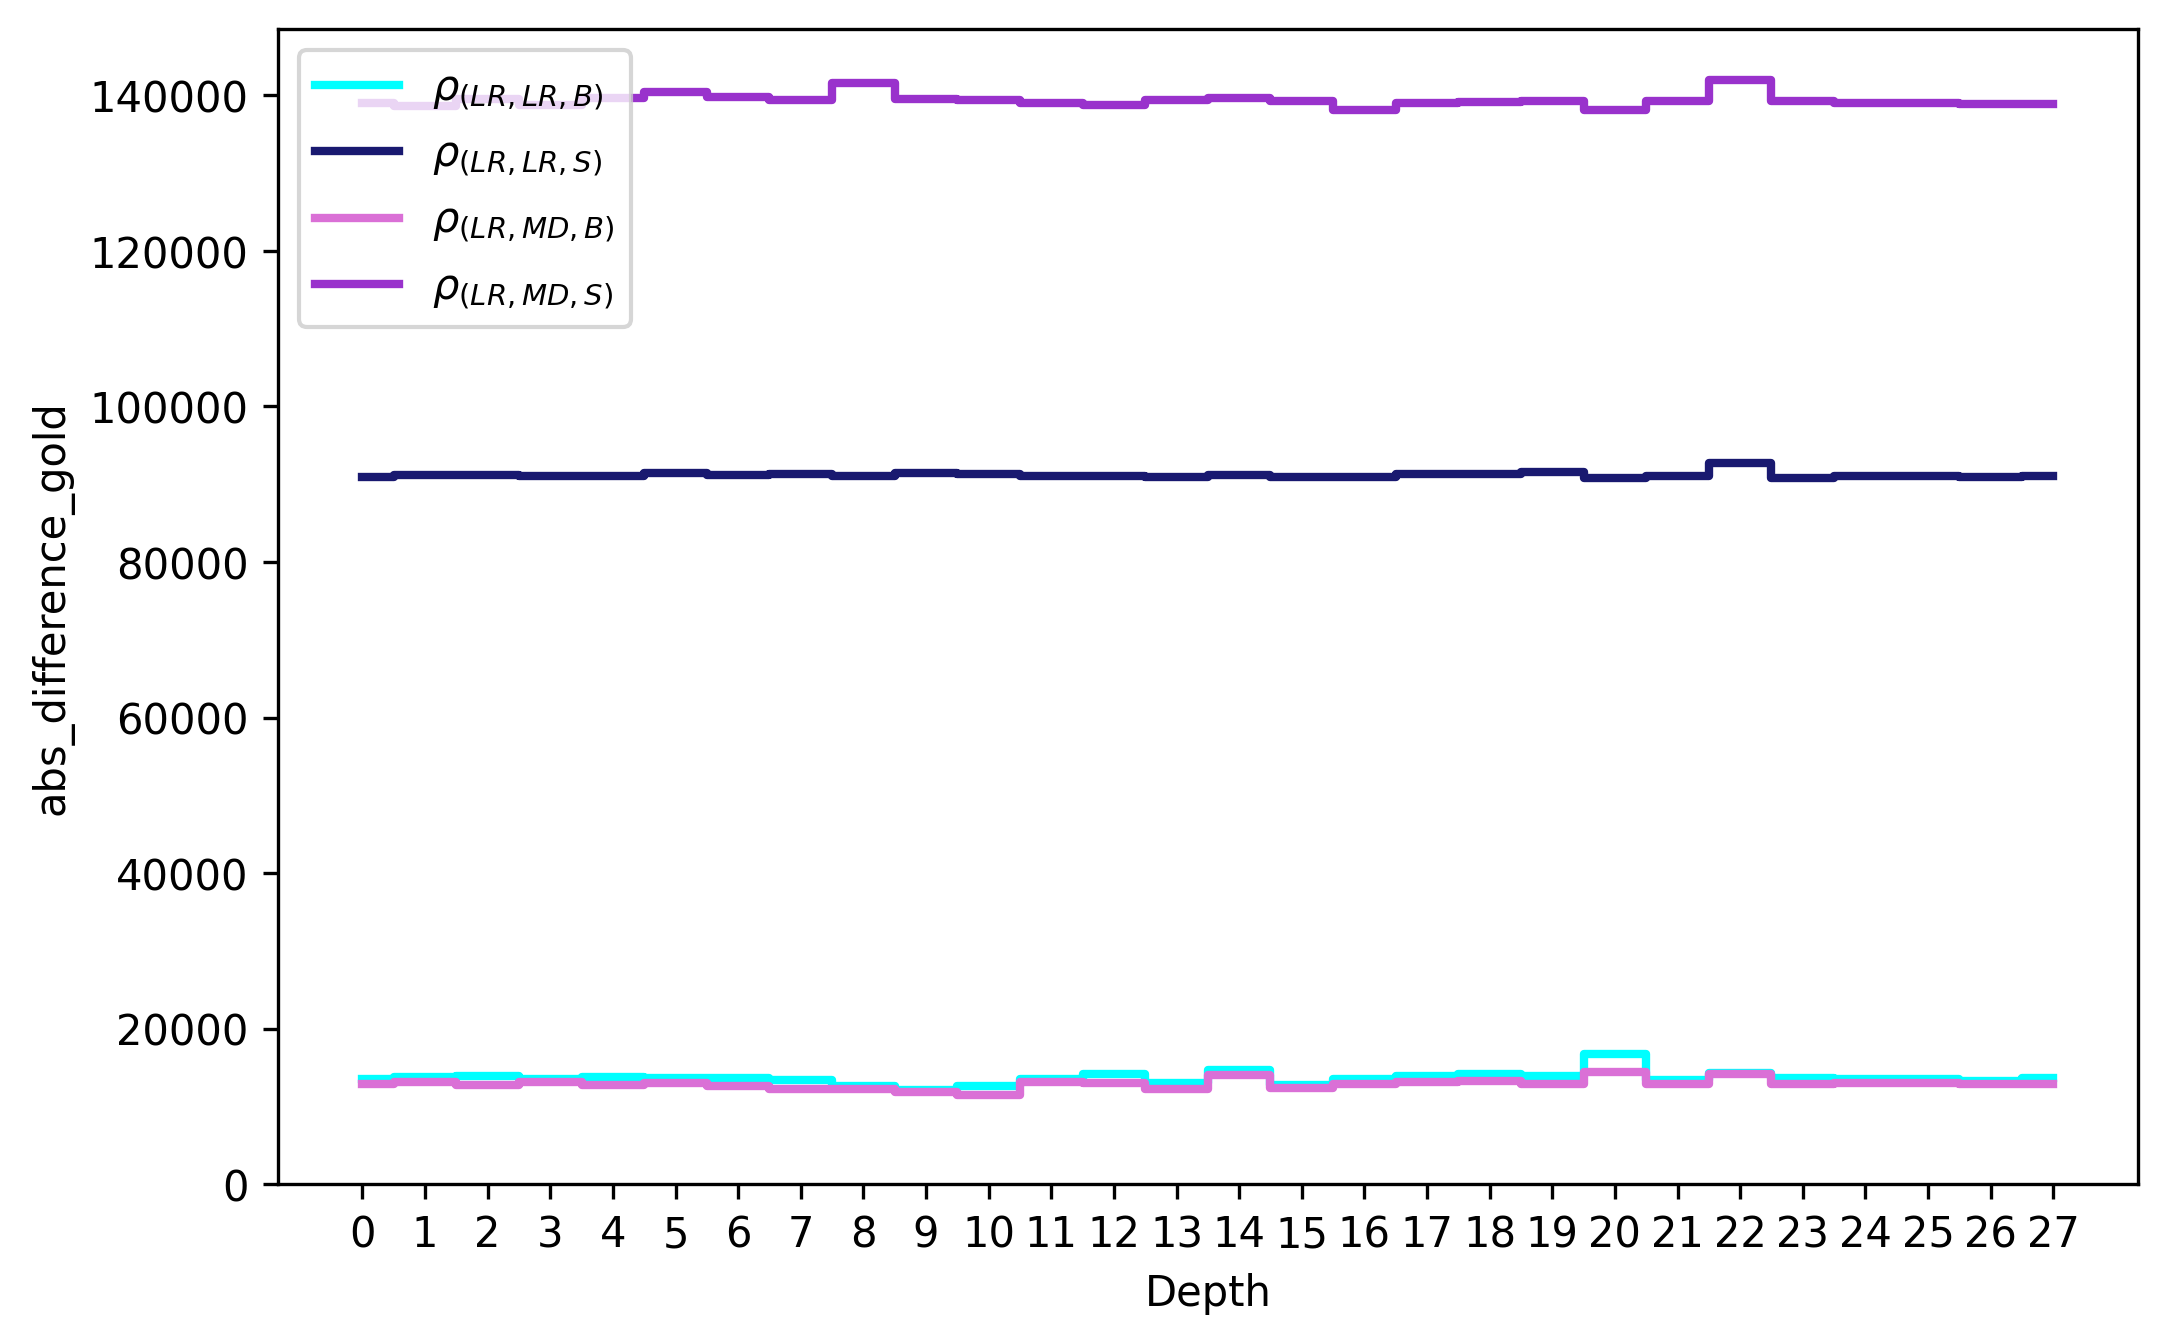 ρ(LR, LR, B)
ρ(LR, LR, S)
ρ(LR, MD, B)
ρ(LR, MD, S)
140000
120000
100000
80000
60000
40000
20000
0
abs_difference_gold
0 1 2 3 4 5 6 7 8 9 10 11 12 13 14 15 16 17 18 19 20 21 22 23 24 25 26 27
Depth